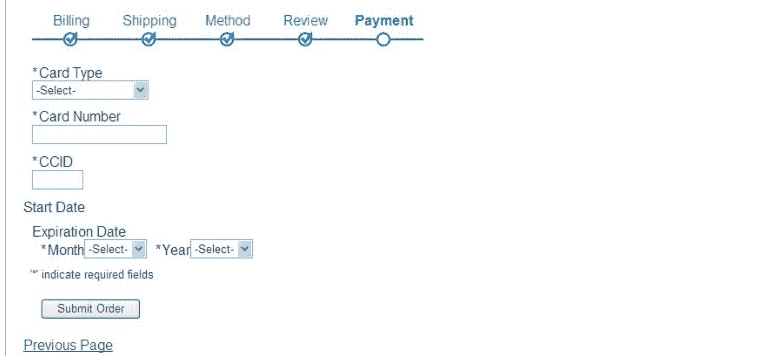 Billing Shipping Method Review Payment
*Card Type
-Select-
*Card Number
*CCID
Start Date
Expiration Date
*Month -Select- *Year -Select-
'*' indicate required fields
Submit Order
Previous Page